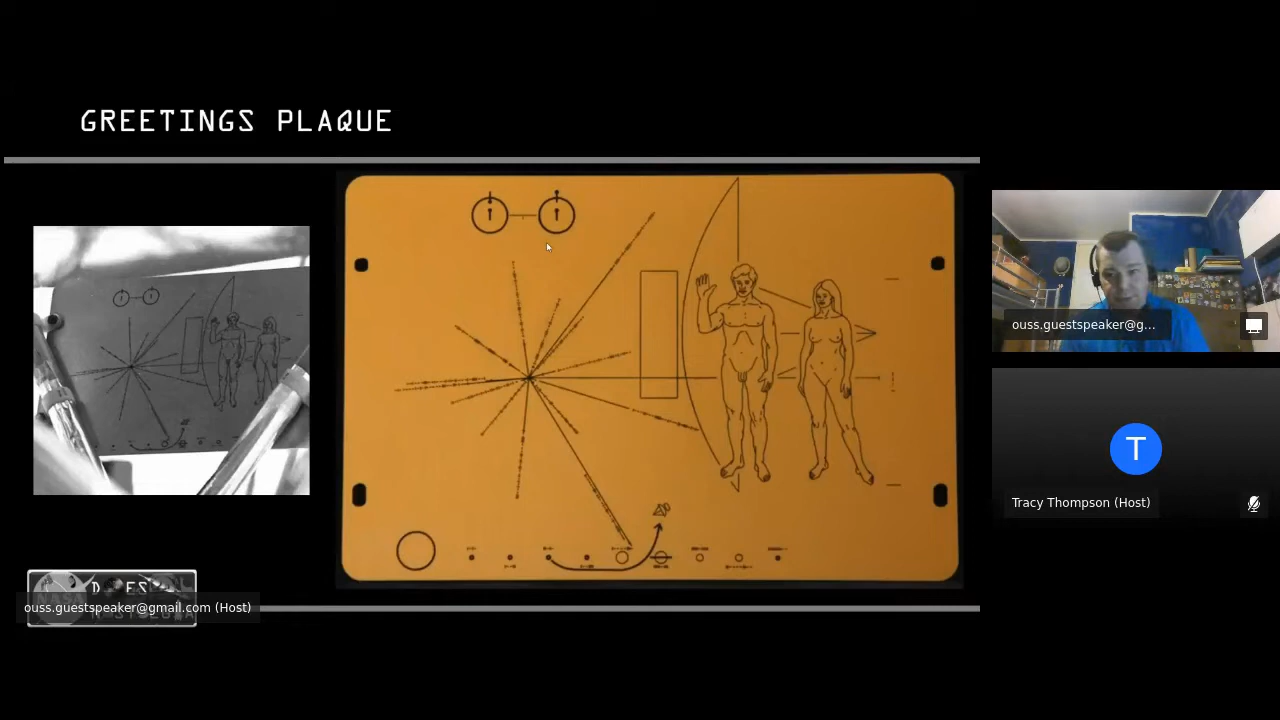 GREETINGS PLAQUE
ouss.guestspeaker@g...
T
Tracy Thompson (Host)
ouss.guestspeaker@gmail.com (Host)